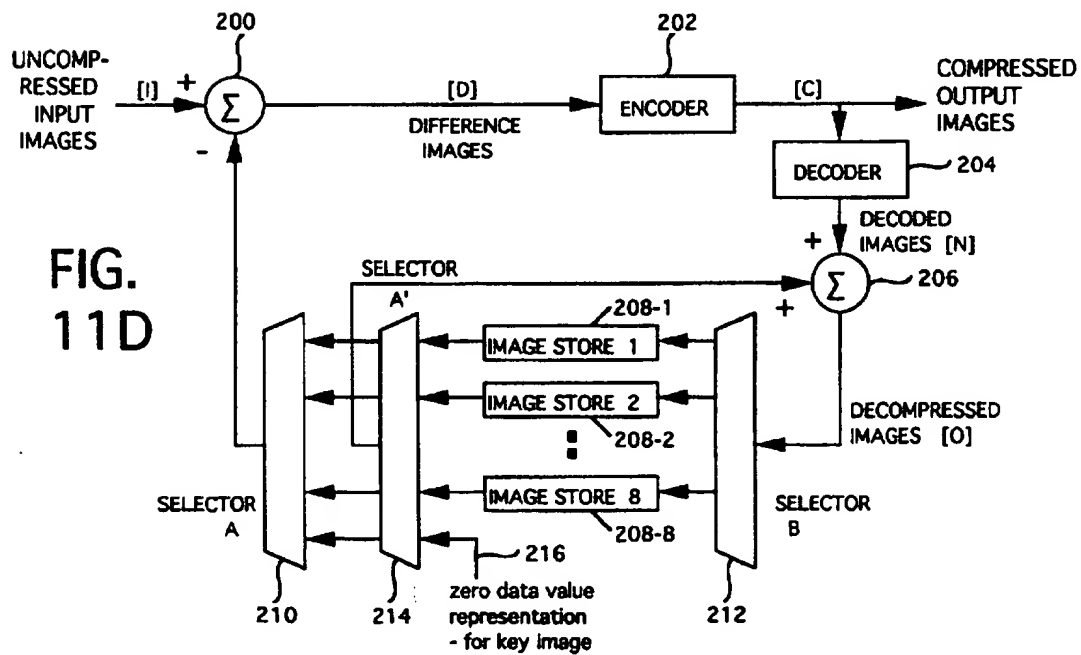 200
202
UNCOMP-
RESSED
INPUT
IMAGES
[I]
+
Σ
-
[D]
DIFFERENCE
IMAGES
ENCODER
[C]
COMPRESSED
OUTPUT
IMAGES
DECODER
204
DECODED
IMAGES [N]
+
Σ
+
206
FIG.
11D
SELECTOR
A'
208-1
IMAGE STORE 1
IMAGE STORE 2
208-2
IMAGE STORE 8
208-8
DECOMPRESSED
IMAGES [O]
SELECTOR
A
SELECTOR
B
210
214
216
zero data value
representation
- for key image
212